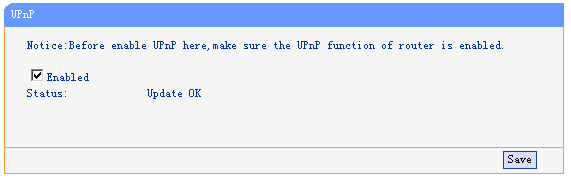 UPnP
Notice:Before enable UPnP here,make sure the UPnP function of router is enabled.
Enabled
Status: Update OK
Save